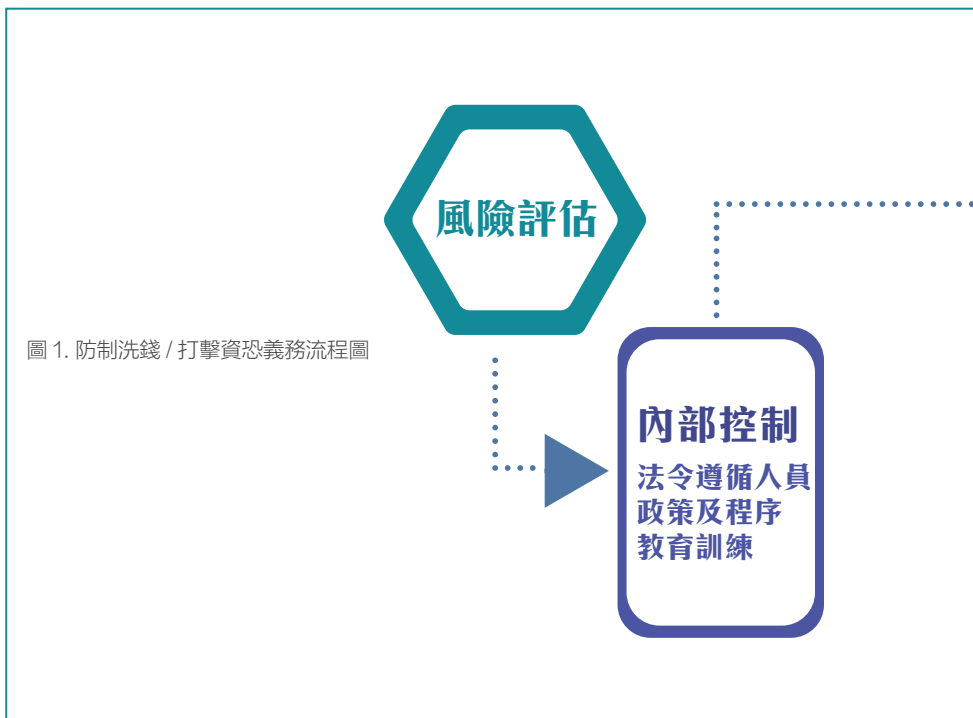 風險評估
圖 1. 防制洗錢 / 打擊資恐義務流程圖
內部控制
法令遵循人員
政策及程序
教育訓練